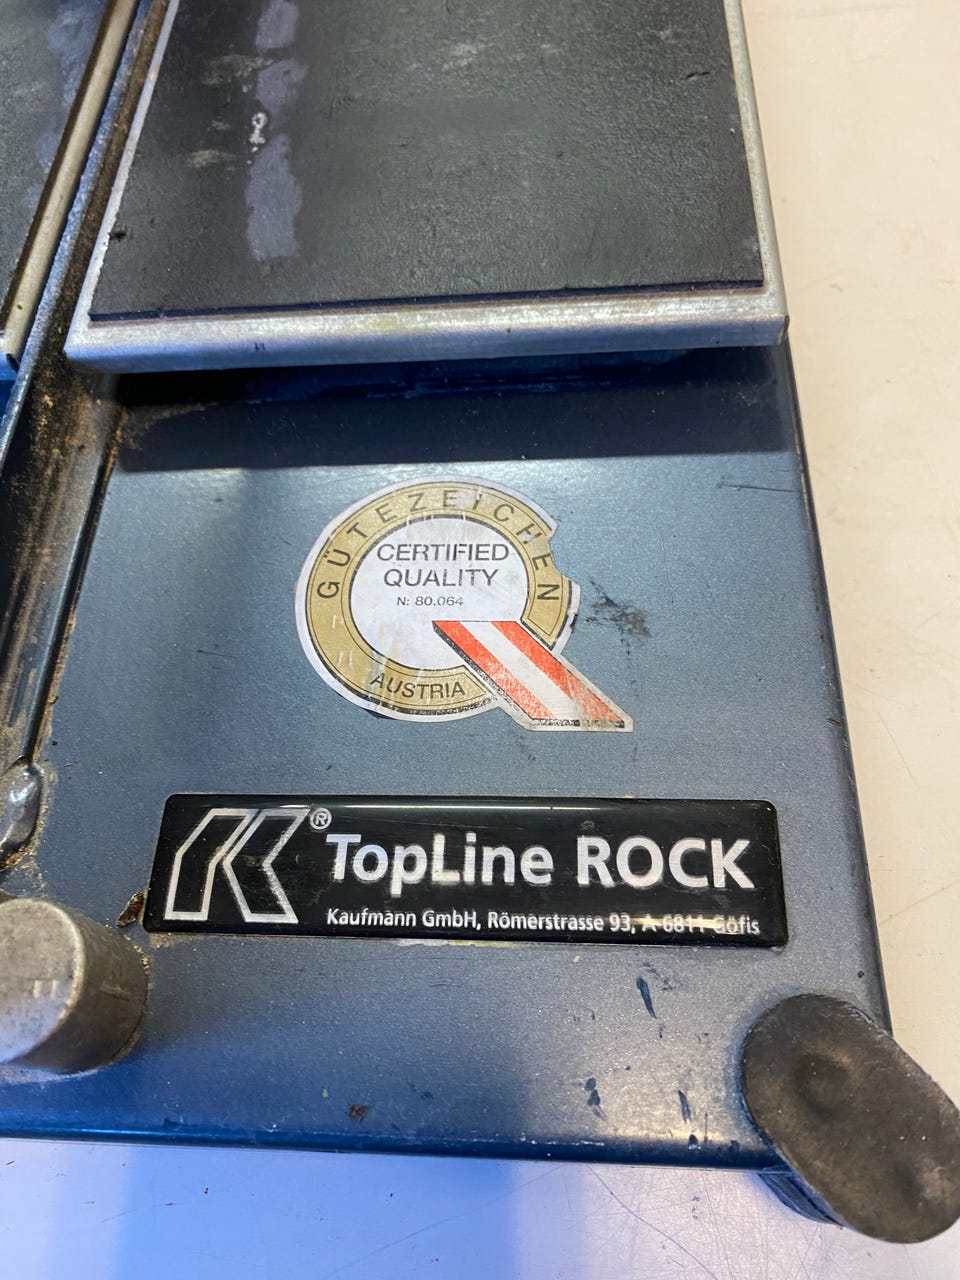 GÜTEZEICHEN
CERTIFIED
QUALITY
N: 80.064
AUSTRIA
K® TopLine ROCK
Kaufmann GmbH, Römerstrasse 93, A 6811 Göfis